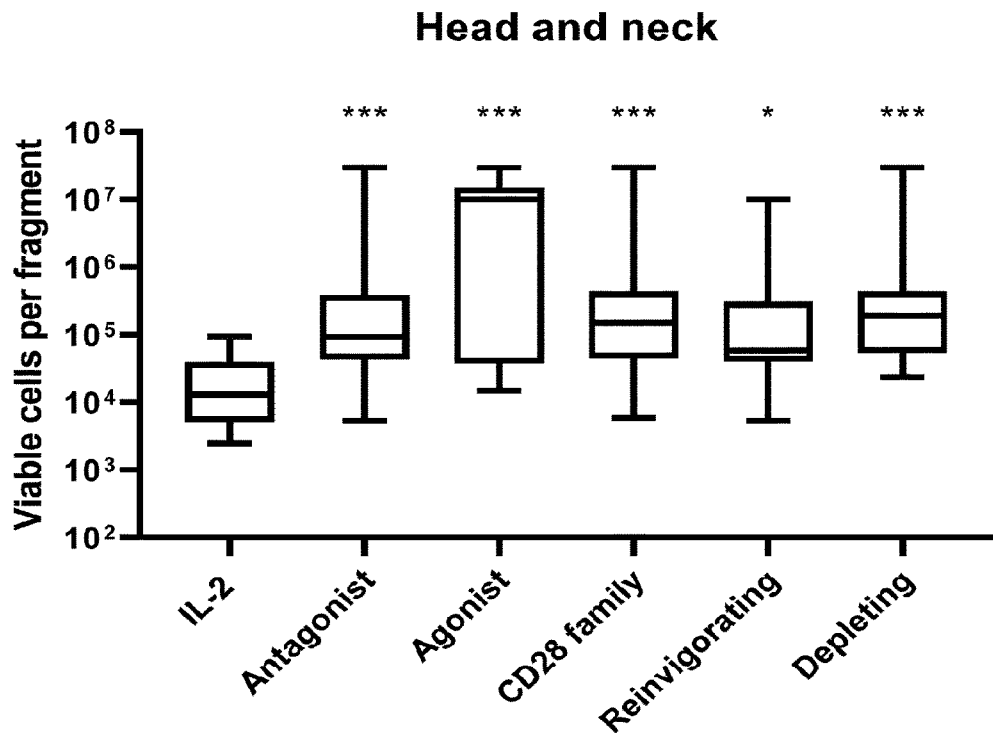 Head and neck
*** *** *** * ***
Viable cells per fragment
10⁸
10⁷
10⁶
10⁵
10⁴
10³
10²
IL-2
Antagonist
Agonist
CD28 family
Reinvigorating
Depleting